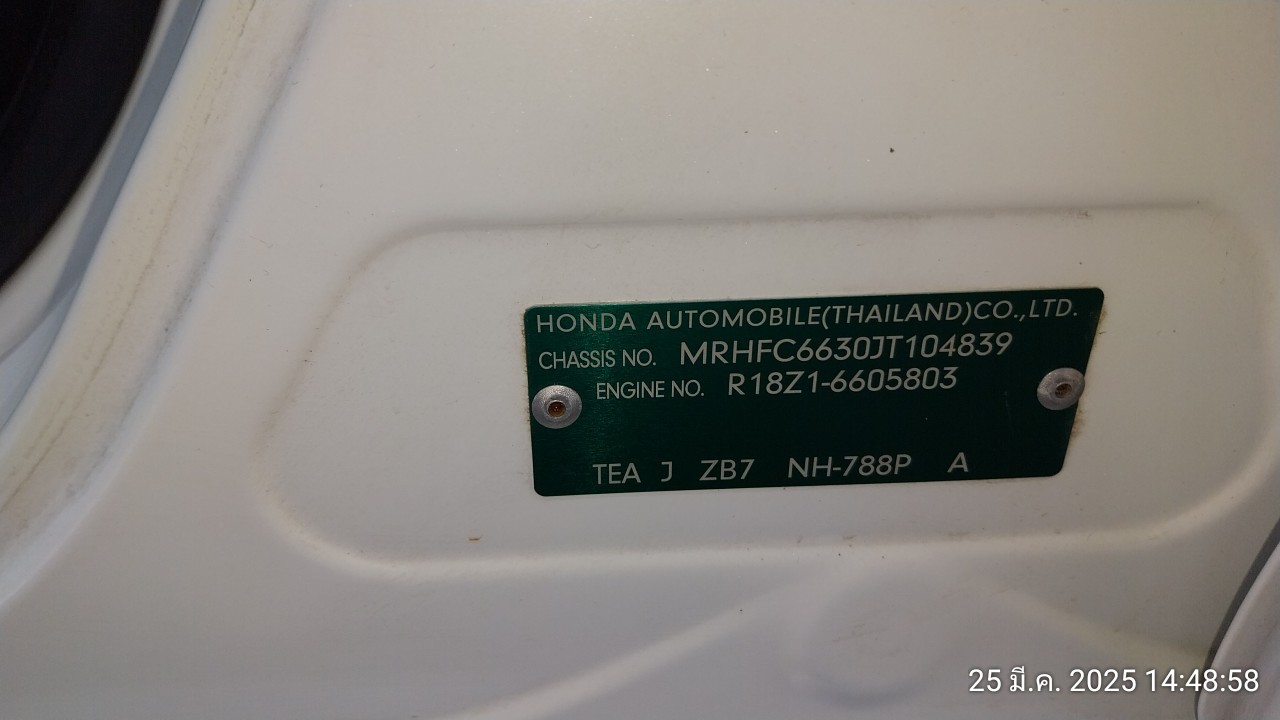 HONDA AUTOMOBILE(THAILAND)CO.,LTD.
CHASSIS NO. MRHFC6630JT104839
ENGINE NO. R18Z1-6605803
TEA J ZB7 NH-788P A
25 มี.ค. 2025 14:48:58